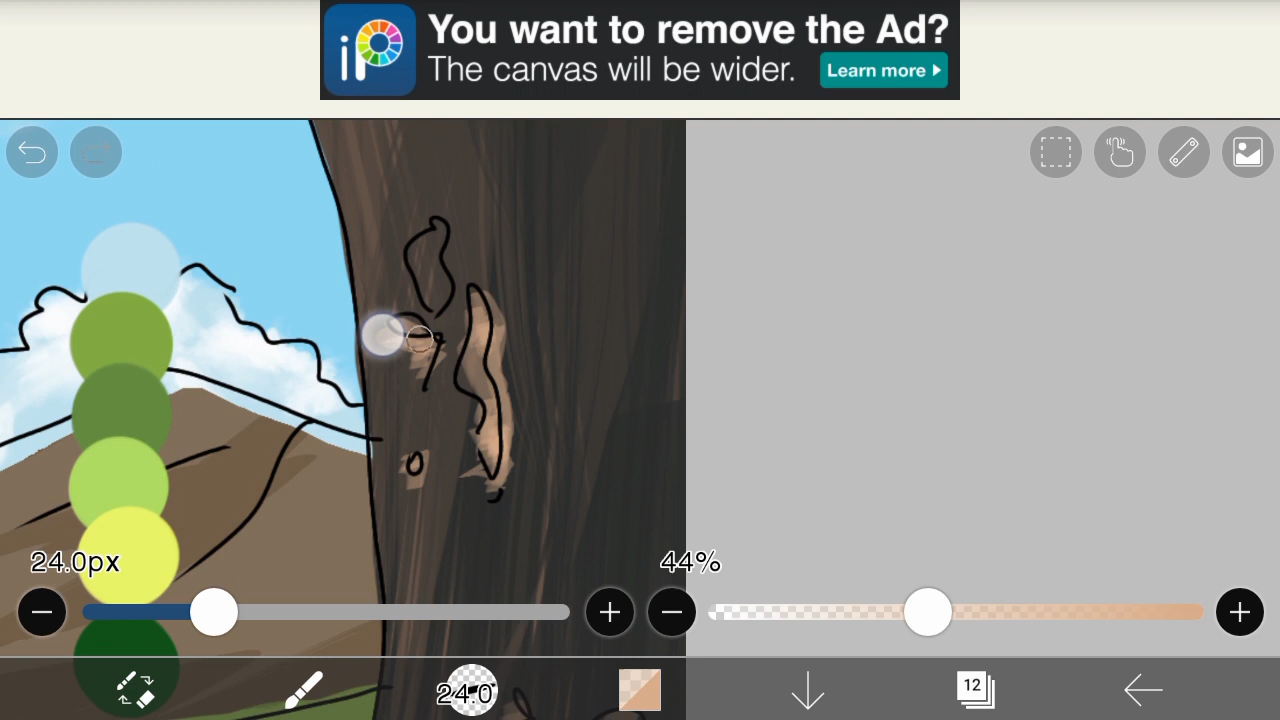 iP
You want to remove the Ad?
The canvas will be wider.
Learn more
24.0px
44%
24.0
12